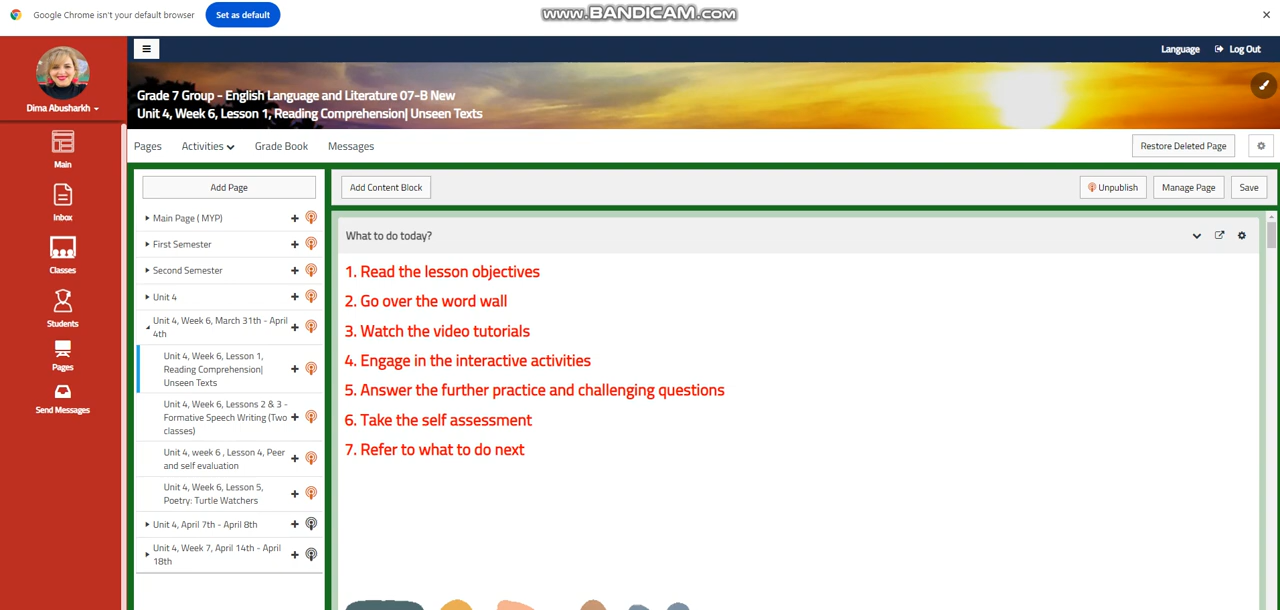 Google Chrome isn't your default browser
Set as default
www.BANDICAM.com
Language
Log Out
Dima Abusharkh
Grade 7 Group - English Language and Literature 07-B New
Unit 4, Week 6, Lesson 1, Reading Comprehension| Unseen Texts
Pages
Activities
Grade Book
Messages
Restore Deleted Page
Main
Inbox
Classes
Students
Pages
Send Messages
Add Page
Main Page ( MYP)
First Semester
Second Semester
Unit 4
Unit 4, Week 6, March 31th - April
4th
Unit 4, Week 6, Lesson 1,
Reading Comprehension|
Unseen Texts
Unit 4, Week 6, Lessons 2 & 3 -
Formative Speech Writing (Two
classes)
Unit 4, week 6 , Lesson 4, Peer
and self evaluation
Unit 4, Week 6, Lesson 5,
Poetry: Turtle Watchers
Unit 4, April 7th - April 8th
Unit 4, Week 7, April 14th - April
18th
Add Content Block
Unpublish
Manage Page
Save
What to do today?
1. Read the lesson objectives
2. Go over the word wall
3. Watch the video tutorials
4. Engage in the interactive activities
5. Answer the further practice and challenging questions
6. Take the self assessment
7. Refer to what to do next